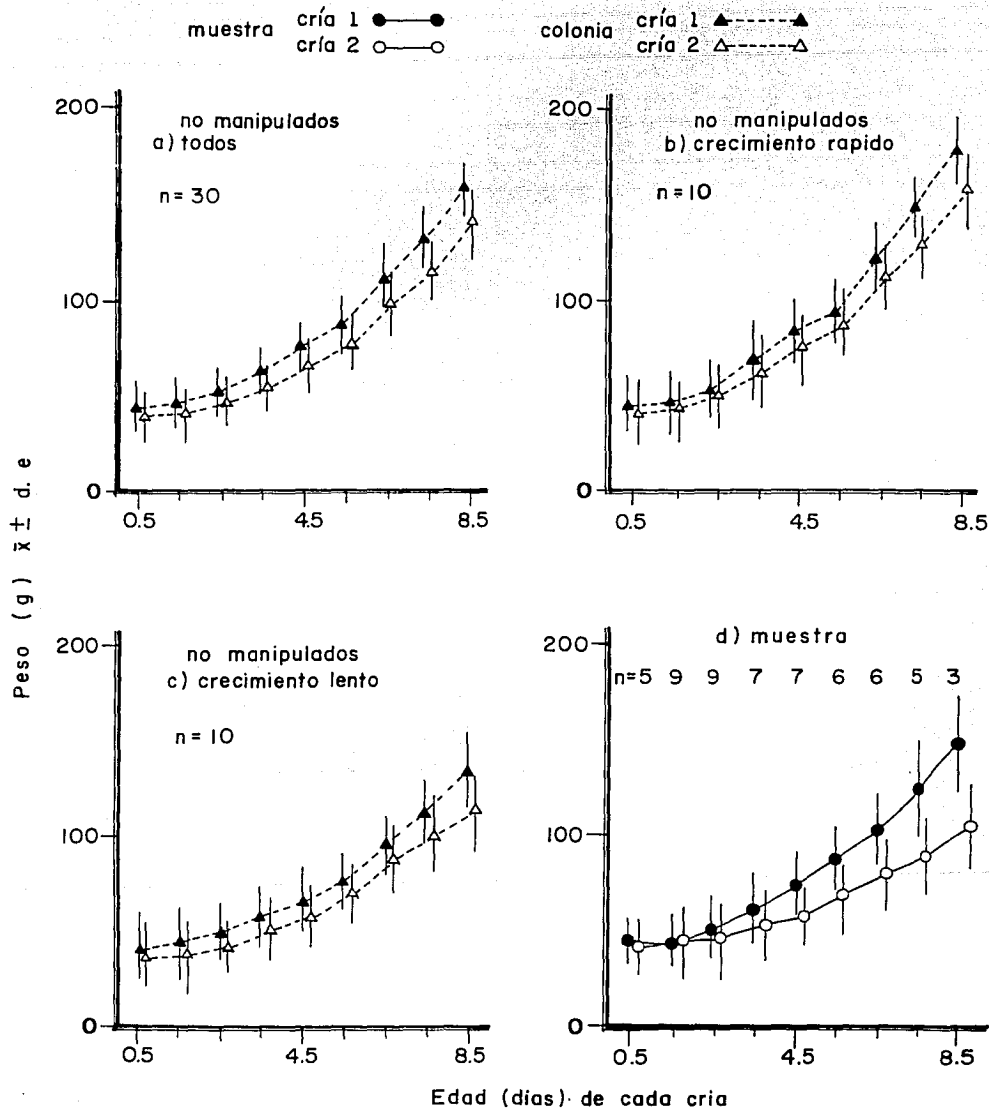 muestra cría 1
cría 2
colonia cría 1
cría 2
200
100
0
no manipulados
a) todos
n=30
0.5 4.5 8.5
200
100
0
no manipulados
b) crecimiento rapido
n=10
0.5 4.5 8.5
Peso (g) x̄ ± d. e
200
100
0
no manipulados
c) crecimiento lento
n=10
0.5 4.5 8.5
200
100
0
d) muestra
n=5 9 9 7 7 6 6 5 3
0.5 4.5 8.5
Edad (dias) de cada cria